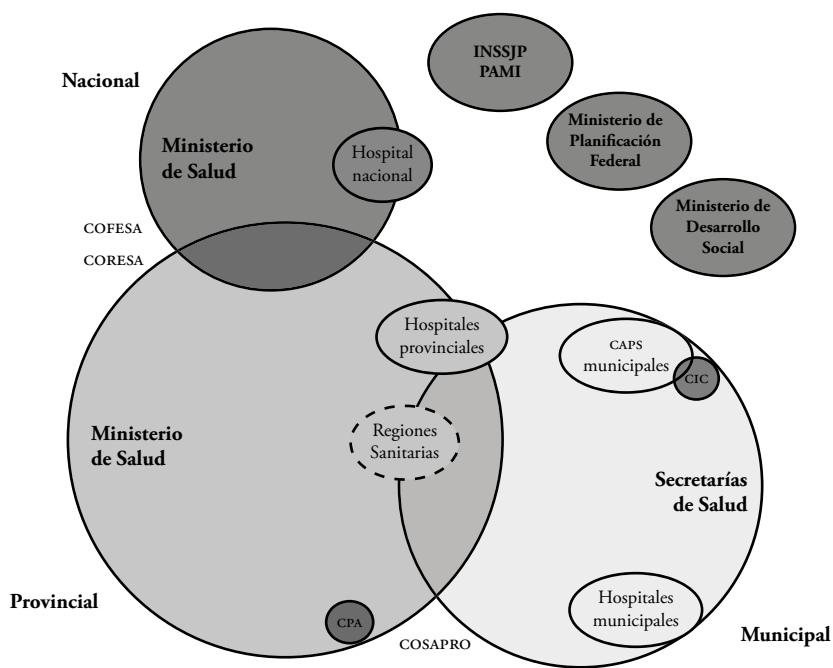 INSSJP
PAMI
Nacional
Ministerio
de Salud
Hospital
nacional
Ministerio de
Planificación
Federal
Ministerio de
Desarrollo
Social
COFESA
CORESA
Hospitales
provinciales
CAPS
municipales
CIC
Ministerio
de Salud
Regiones
Sanitarias
Secretarías
de Salud
Provincial
CPA
COSAPRO
Hospitales
municipales
Municipal